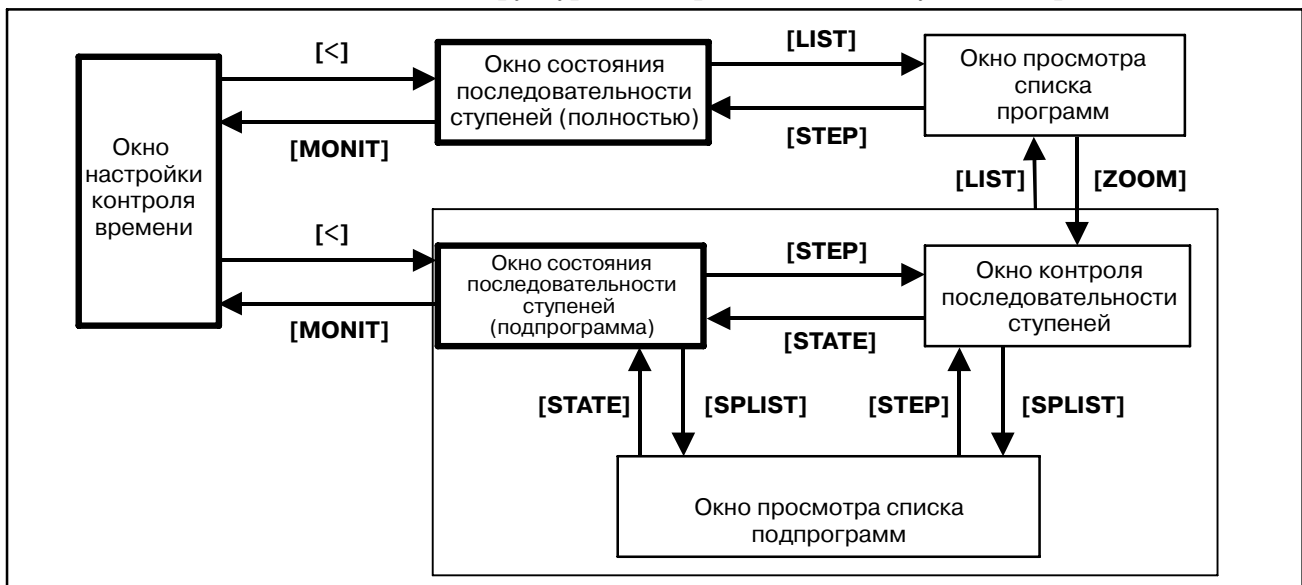 [<]
[MONIT]
Окно состояния
последовательности
ступеней (полностью)
[LIST]
[STEP]
Окно просмотра
списка
программ
Окно
настройки
контроля
времени
[LIST]
[ZOOM]
[<]
[MONIT]
Окно состояния
последовательности
ступеней
(подпрограмма)
[STEP]
[STATE]
Окно контроля
последовательности
ступеней
[STATE]
[SPLIST]
[STEP]
[SPLIST]
Окно просмотра списка
подпрограмм